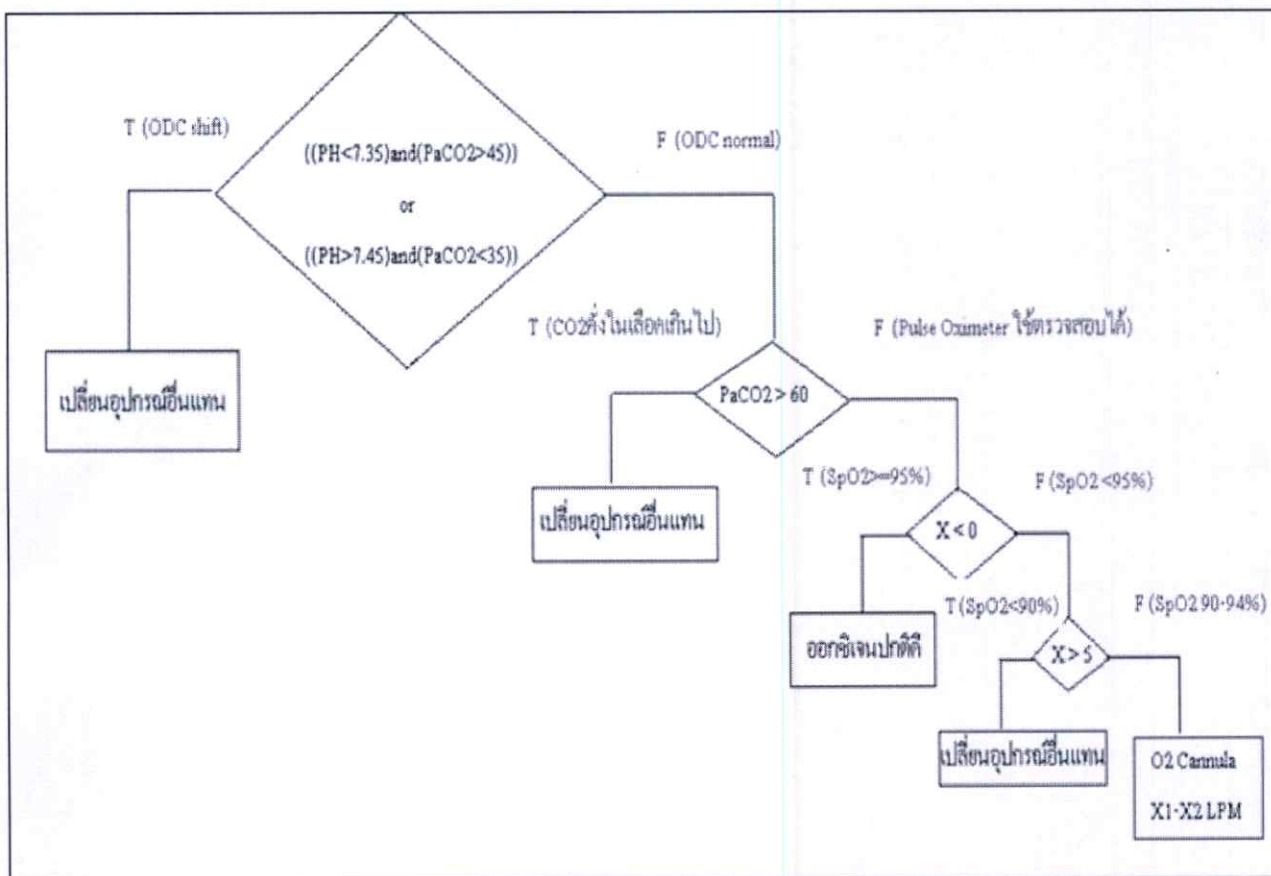 T (ODC shift)
((PH<7.35)and(PaCO2>45))
or
((PH>7.45)and(PaCO2<35))
F (ODC normal)
เปลี่ยนอุปกรณ์อื่นแทน
T (CO2คั่งในเลือดเกินไป)
F (Pulse Oximeter ใช้ตรวจสอบได้)
PaCO2 > 60
เปลี่ยนอุปกรณ์อื่นแทน
T (SpO2>=95%)
F (SpO2 <95%)
X < 0
ออกซิเจนปกติดี
T (SpO2<90%)
F (SpO2 90-94%)
X > 5
เปลี่ยนอุปกรณ์อื่นแทน
O2 Cannula
X1-X2 LPM